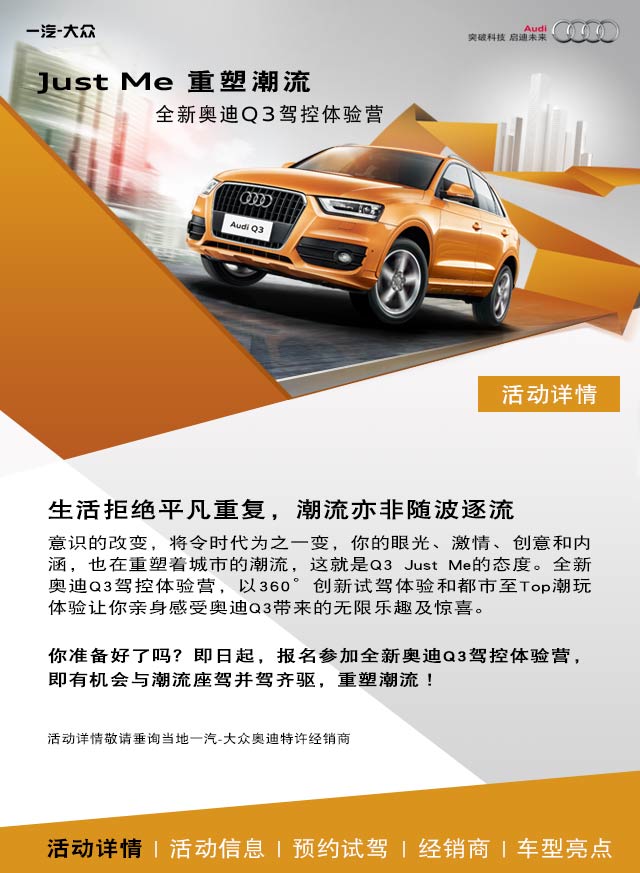 一汽-大众
Audi
突破科技 启迪未来
Just Me 重塑潮流
全新奥迪Q3驾控体验营
Audi Q3
活动详情
生活拒绝平凡重复，潮流亦非随波逐流
意识的改变，将令时代为之一变，你的眼光、激情、创意和内
涵，也在重塑着城市的潮流，这就是Q3 Just Me的态度。全新
奥迪Q3驾控体验营，以360°创新试驾体验和都市至Top潮玩
体验让你亲身感受奥迪Q3带来的无限乐趣及惊喜。
你准备好了吗？即日起，报名参加全新奥迪Q3驾控体验营，
即有机会与潮流座驾并驾齐驱，重塑潮流！
活动详情敬请垂询当地一汽-大众奥迪特许经销商
活动详情 | 活动信息 | 预约试驾 | 经销商 | 车型亮点